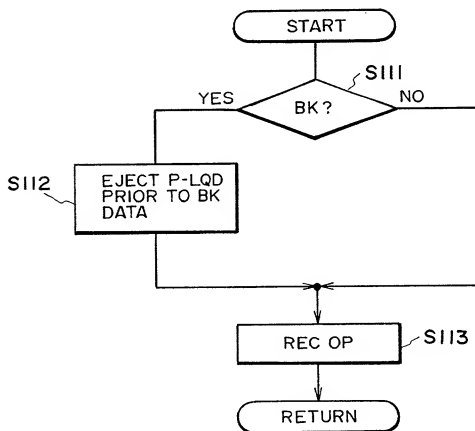 START
S111
YES
BK?
NO
S112
EJECT P-LQD
PRIOR TO BK
DATA
REC OP
S113
RETURN